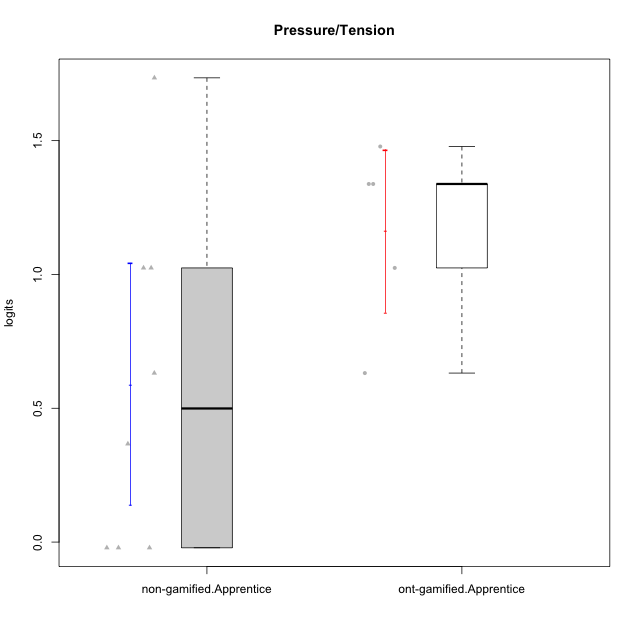 Pressure/Tension
logits
1.5
1.0
0.5
0.0
non-gamified.Apprentice
ont-gamified.Apprentice